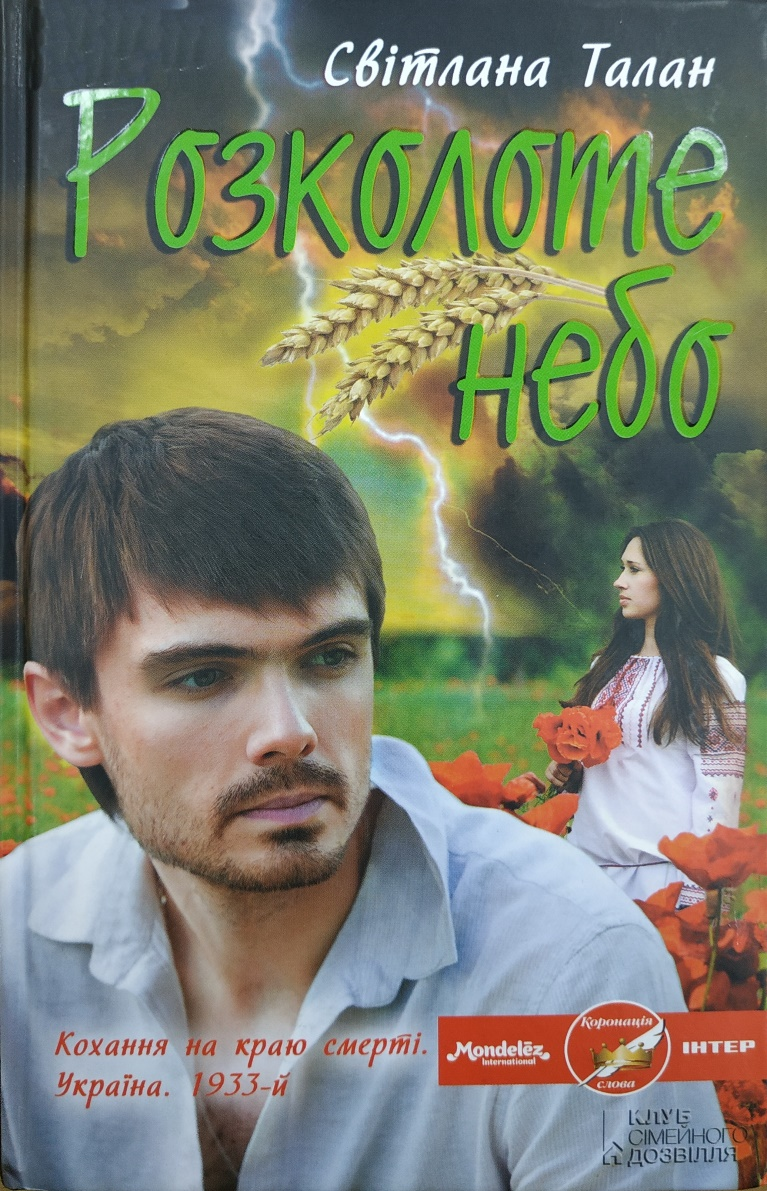 Світлана Талан
Розколоте
небо
Кохання на краю смерті.
Україна. 1933-й
Mondelēz
International
Коронація
слова
ІНТЕР
КЛУБ
СІМЕЙНОГО
ДОЗВІЛЛЯ